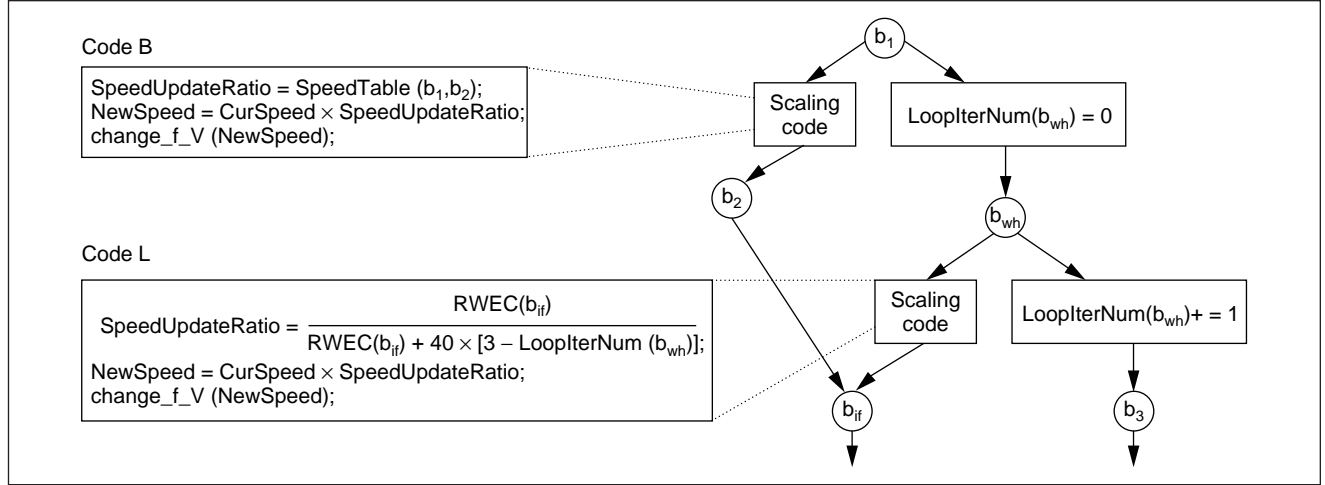 Code B
SpeedUpdateRatio = SpeedTable (b1,b2);
NewSpeed = CurSpeed × SpeedUpdateRatio;
change_f_V (NewSpeed);
b1
Scaling
code
LoopIterNum(bwh) = 0
b2
bwh
Code L
SpeedUpdateRatio = RWEC(bif)
RWEC(bif) + 40 × [3 − LoopIterNum (bwh)];
NewSpeed = CurSpeed × SpeedUpdateRatio;
change_f_V (NewSpeed);
Scaling
code
LoopIterNum(bwh)+ = 1
bif
b3